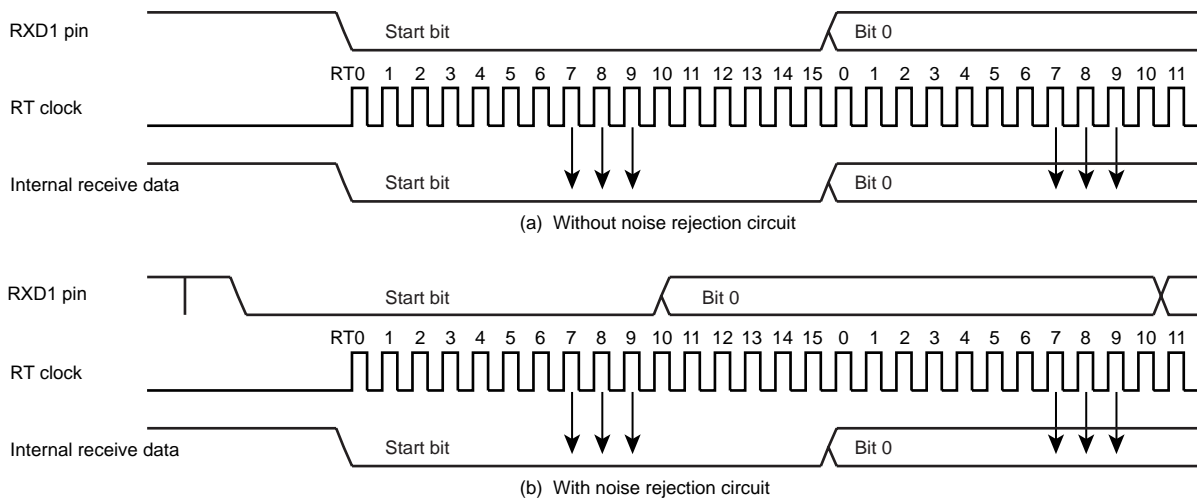 RXD1 pin Start bit Bit 0
RT0 1 2 3 4 5 6 7 8 9 10 11 12 13 14 15 0 1 2 3 4 5 6 7 8 9 10 11
RT clock
Internal receive data Start bit Bit 0
(a) Without noise rejection circuit
RXD1 pin Start bit Bit 0
RT0 1 2 3 4 5 6 7 8 9 10 11 12 13 14 15 0 1 2 3 4 5 6 7 8 9 10 11
RT clock
Internal receive data Start bit Bit 0
(b) With noise rejection circuit